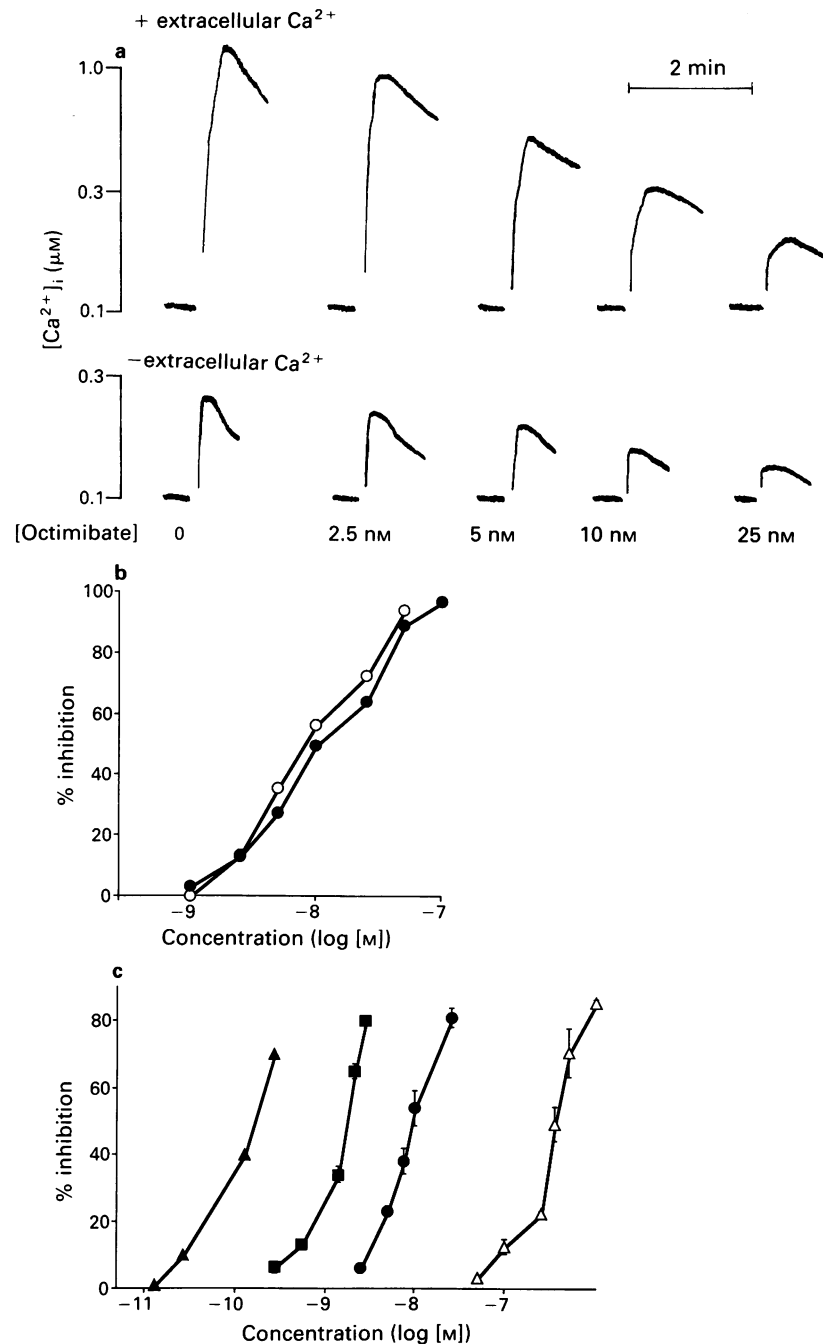 + extracellular Ca²⁺
a
1.0
2 min
0.3
[Ca²⁺]ᵢ (μM)
0.1
−extracellular Ca²⁺
0.3
0.1
[Octimibate] 0 2.5 nM 5 nM 10 nM 25 nM
b
100
80
60
40
20
0
% inhibition
−9 −8 −7
Concentration (log [M])
c
80
60
40
20
0
% inhibition
−11 −10 −9 −8 −7
Concentration (log [M])